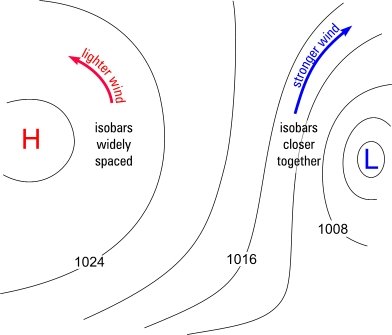 lighter wind
stronger wind
H
isobars
widely
spaced
isobars
closer
together
L
1008
1016
1024